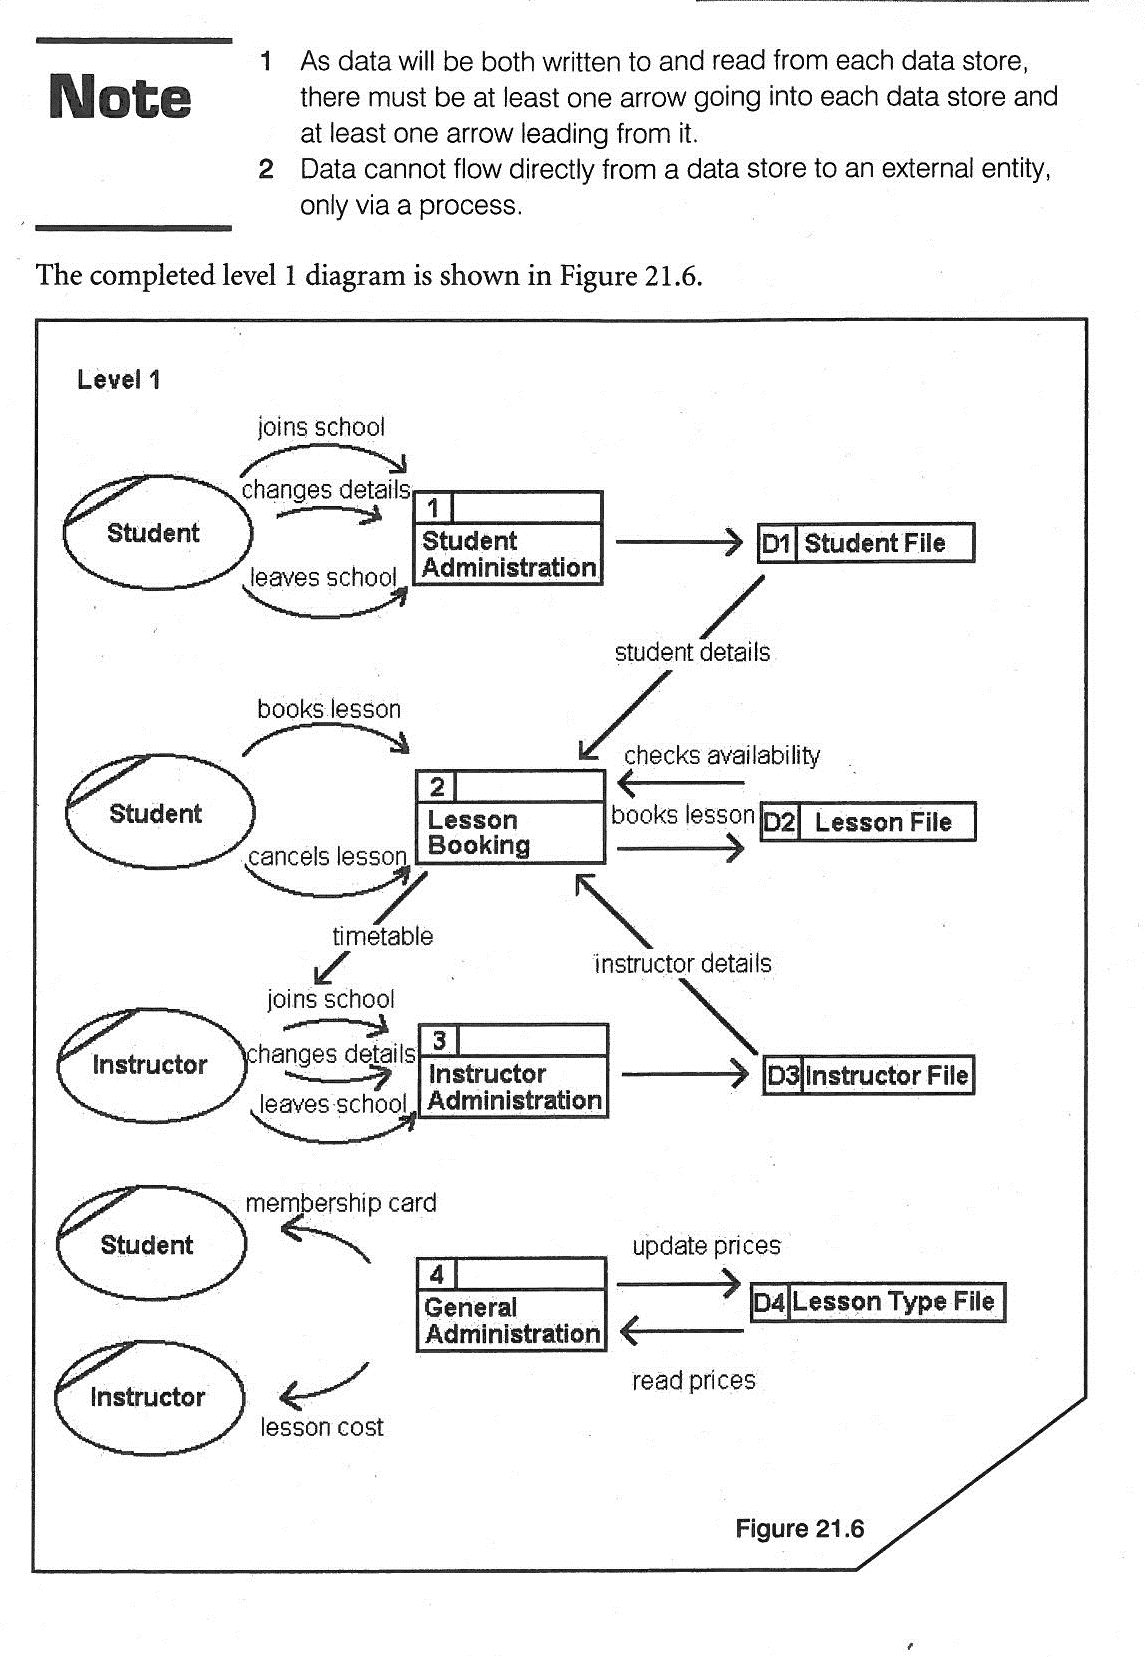 Note
1 As data will be both written to and read from each data store,
there must be at least one arrow going into each data store and
at least one arrow leading from it.
2 Data cannot flow directly from a data store to an external entity,
only via a process.
The completed level 1 diagram is shown in Figure 21.6.
Level 1
joins school
changes details
leaves school
Student
1
Student
Administration
D1 Student File
student details
books lesson
Student
cancels lesson
2
Lesson
Booking
checks availability
books lesson
D2 Lesson File
timetable
instructor details
joins school
changes details
leaves school
Instructor
3
Instructor
Administration
D3 Instructor File
Student
membership card
4
General
Administration
update prices
D4 Lesson Type File
read prices
Instructor
lesson cost
Figure 21.6